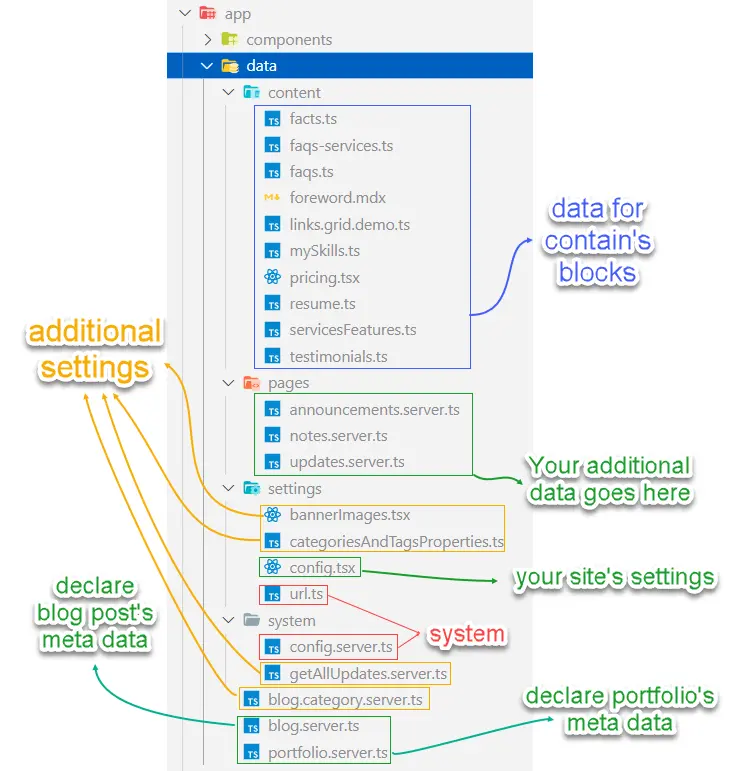 app
components
data
content
facts.ts
faqs-services.ts
faqs.ts
foreword.mdx
links.grid.demo.ts
mySkills.ts
pricing.tsx
resume.ts
servicesFeatures.ts
testimonials.ts
data for
contain's
blocks
additional
settings
pages
announcements.server.ts
notes.server.ts
updates.server.ts
Your additional
data goes here
settings
bannerImages.tsx
categoriesAndTagsProperties.ts
config.tsx
your site's settings
url.ts
system
config.server.ts
getAllUpdates.server.ts
system
declare
blog post's
meta data
blog.category.server.ts
blog.server.ts
portfolio.server.ts
declare portfolio's
meta data